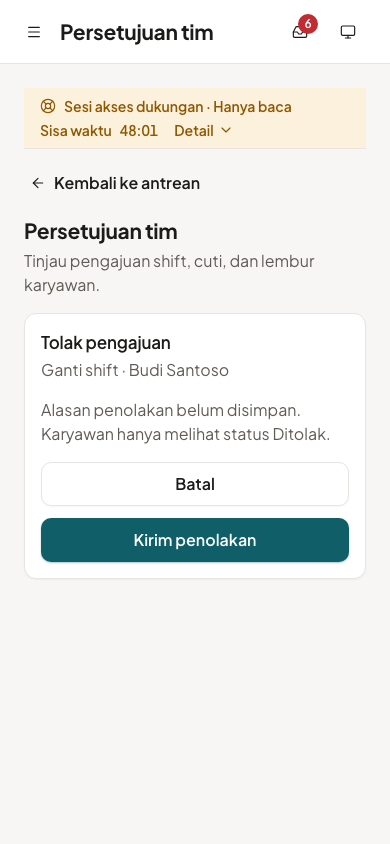 Persetujuan tim
6
Sesi akses dukungan · Hanya baca
Sisa waktu 48:01 Detail
Kembali ke antrean
Persetujuan tim
Tinjau pengajuan shift, cuti, dan lembur
karyawan.
Tolak pengajuan
Ganti shift · Budi Santoso
Alasan penolakan belum disimpan.
Karyawan hanya melihat status Ditolak.
Batal
Kirim penolakan